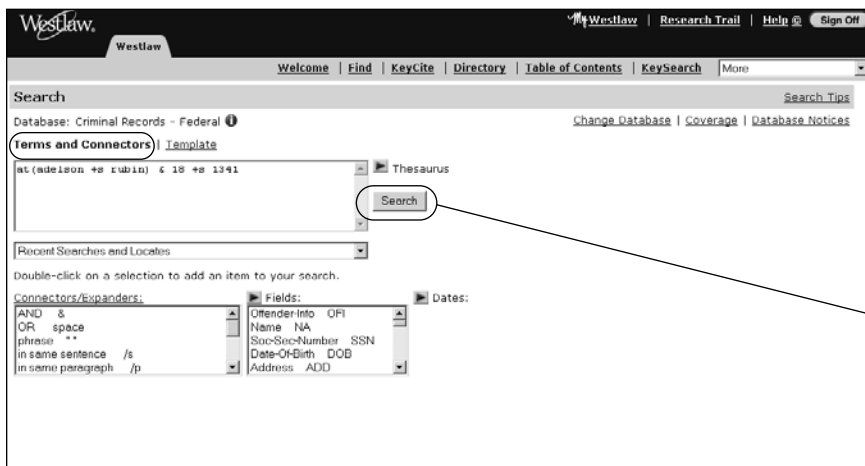 Westlaw. My Westlaw | Research Trail | Help @ Sign Off
Westlaw
Welcome | Find | KeyCite | Directory | Table of Contents | KeySearch More
Search Search Tips
Database: Criminal Records - Federal Change Database | Coverage | Database Notices
Terms and Connectors | Template
at(adelson +s rubin) & 18 +s 1341 Thesaurus
Search
Recent Searches and Locates
Double-click on a selection to add an item to your search.
Connectors/Expanders: Fields: Dates:
AND & Offender-Info OFI
OR space Name NA
phrase "" Soc-Sec-Number SSN
in same sentence /s Date-Of-Birth DOB
in same paragraph /p Address ADD